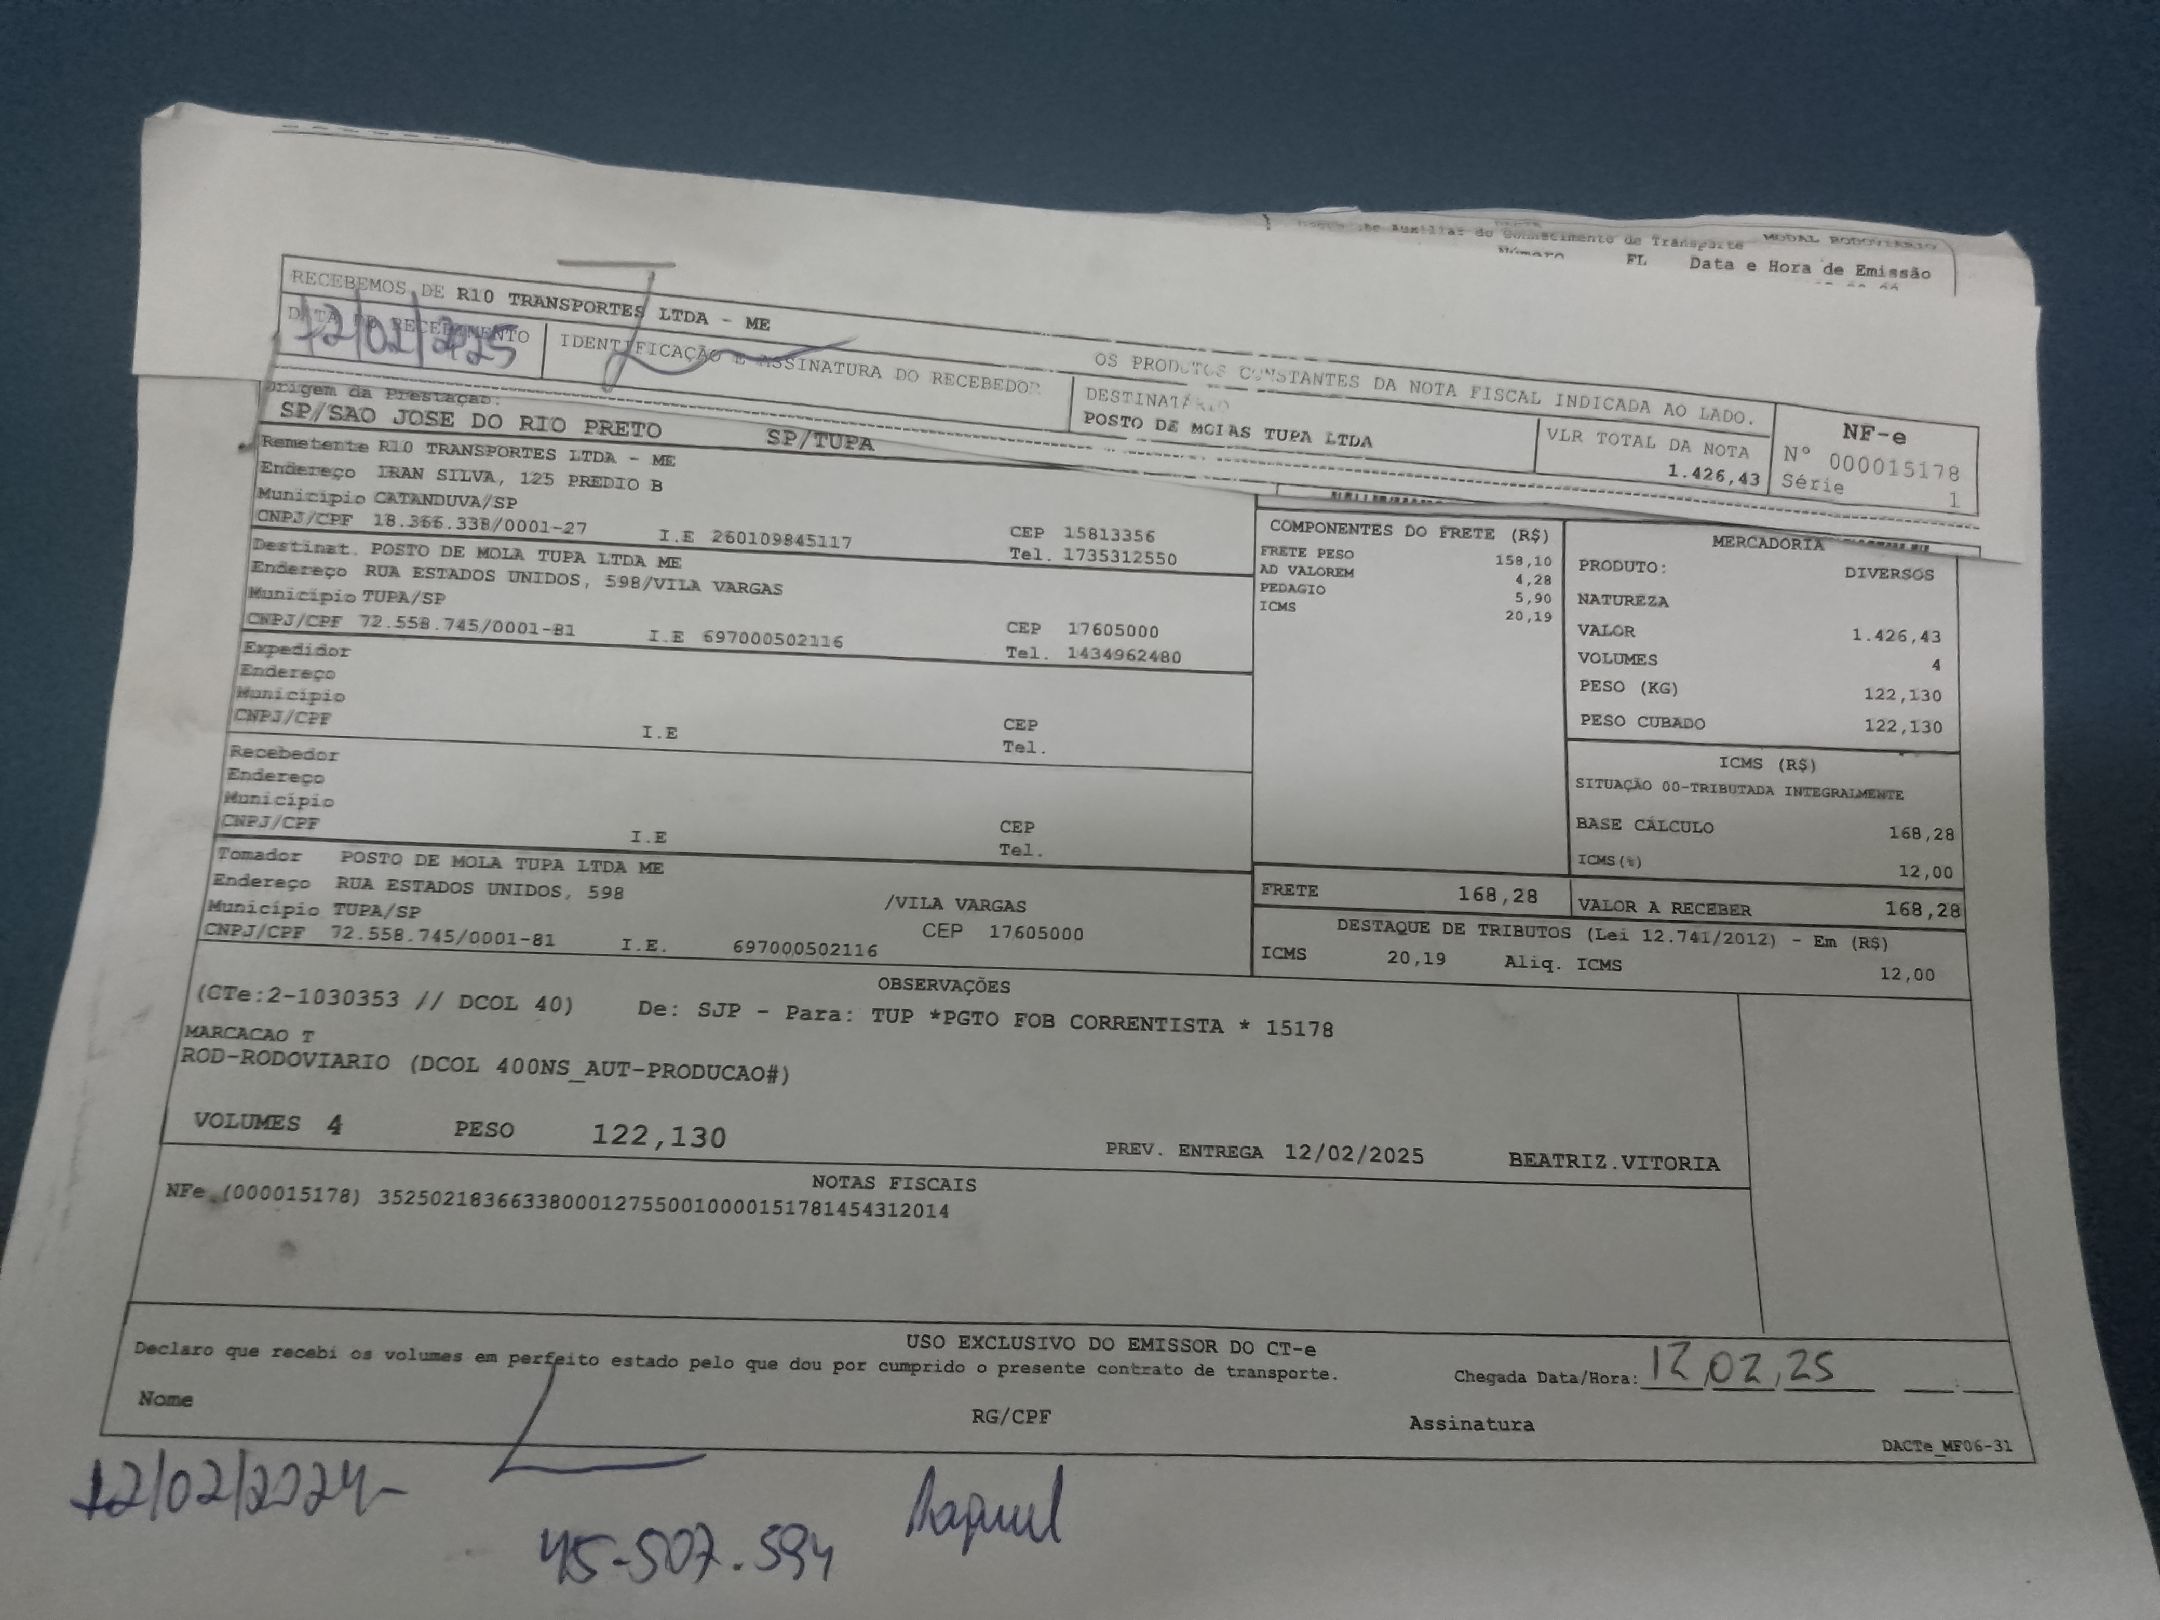 Auxiliar do Conhecimento de Transporte MODAL RODOVIÁRIO
Número FL Data e Hora de Emissão
RECEBEMOS DE R10 TRANSPORTES LTDA - ME OS PRODUTOS CONSTANTES DA NOTA FISCAL INDICADA AO LADO.
DATA DE RECEBIMENTO IDENTIFICAÇÃO E ASSINATURA DO RECEBEDOR
12/02/2025
DESTINATÁRIO
POSTO DE MOLAS TUPA LTDA
VLR TOTAL DA NOTA
1.426,43
NF-e
Nº 000015178
Série 1
Origem da Prestação:
SP/SAO JOSE DO RIO PRETO SP/TUPA
Remetente R10 TRANSPORTES LTDA - ME
Endereço IRAN SILVA, 125 PREDIO B
Município CATANDUVA/SP CEP 15813356
CNPJ/CPF 18.366.338/0001-27 I.E 260109845117 Tel. 1735312550
Destinat. POSTO DE MOLA TUPA LTDA ME
Endereço RUA ESTADOS UNIDOS, 598/VILA VARGAS
Município TUPA/SP CEP 17605000
CNPJ/CPF 72.558.745/0001-81 I.E 697000502116 Tel. 1434962480
Expedidor
Endereço
Município CEP
CNPJ/CPF I.E Tel.
Recebedor
Endereço
Município CEP
CNPJ/CPF I.E Tel.
Tomador POSTO DE MOLA TUPA LTDA ME
Endereço RUA ESTADOS UNIDOS, 598 /VILA VARGAS
Município TUPA/SP CEP 17605000
CNPJ/CPF 72.558.745/0001-81 I.E. 697000502116
COMPONENTES DO FRETE (R$)
FRETE PESO 158,10
AD VALOREM 4,28
PEDAGIO 5,90
ICMS 20,19
FRETE 168,28
MERCADORIA
PRODUTO: DIVERSOS
NATUREZA
VALOR 1.426,43
VOLUMES 4
PESO (KG) 122,130
PESO CUBADO 122,130
ICMS (R$)
SITUAÇÃO 00-TRIBUTADA INTEGRALMENTE
BASE CÁLCULO 168,28
ICMS(%) 12,00
VALOR A RECEBER 168,28
DESTAQUE DE TRIBUTOS (Lei 12.741/2012) - Em (R$)
ICMS 20,19 Aliq. ICMS 12,00
OBSERVAÇÕES
(CTe:2-1030353 // DCOL 40) De: SJP - Para: TUP *PGTO FOB CORRENTISTA * 15178
MARCACAO T
ROD-RODOVIARIO (DCOL 400NS_AUT-PRODUCAO#)
VOLUMES 4 PESO 122,130 PREV. ENTREGA 12/02/2025 BEATRIZ.VITORIA
NOTAS FISCAIS
NFe (000015178) 35250218366338000127550010000151781454312014
USO EXCLUSIVO DO EMISSOR DO CT-e
Declaro que recebi os volumes em perfeito estado pelo que dou por cumprido o presente contrato de transporte.
Chegada Data/Hora: 12,02,25
Nome RG/CPF Assinatura
DACTe_MF06-31
12/02/2024
45-507.594
Raquel